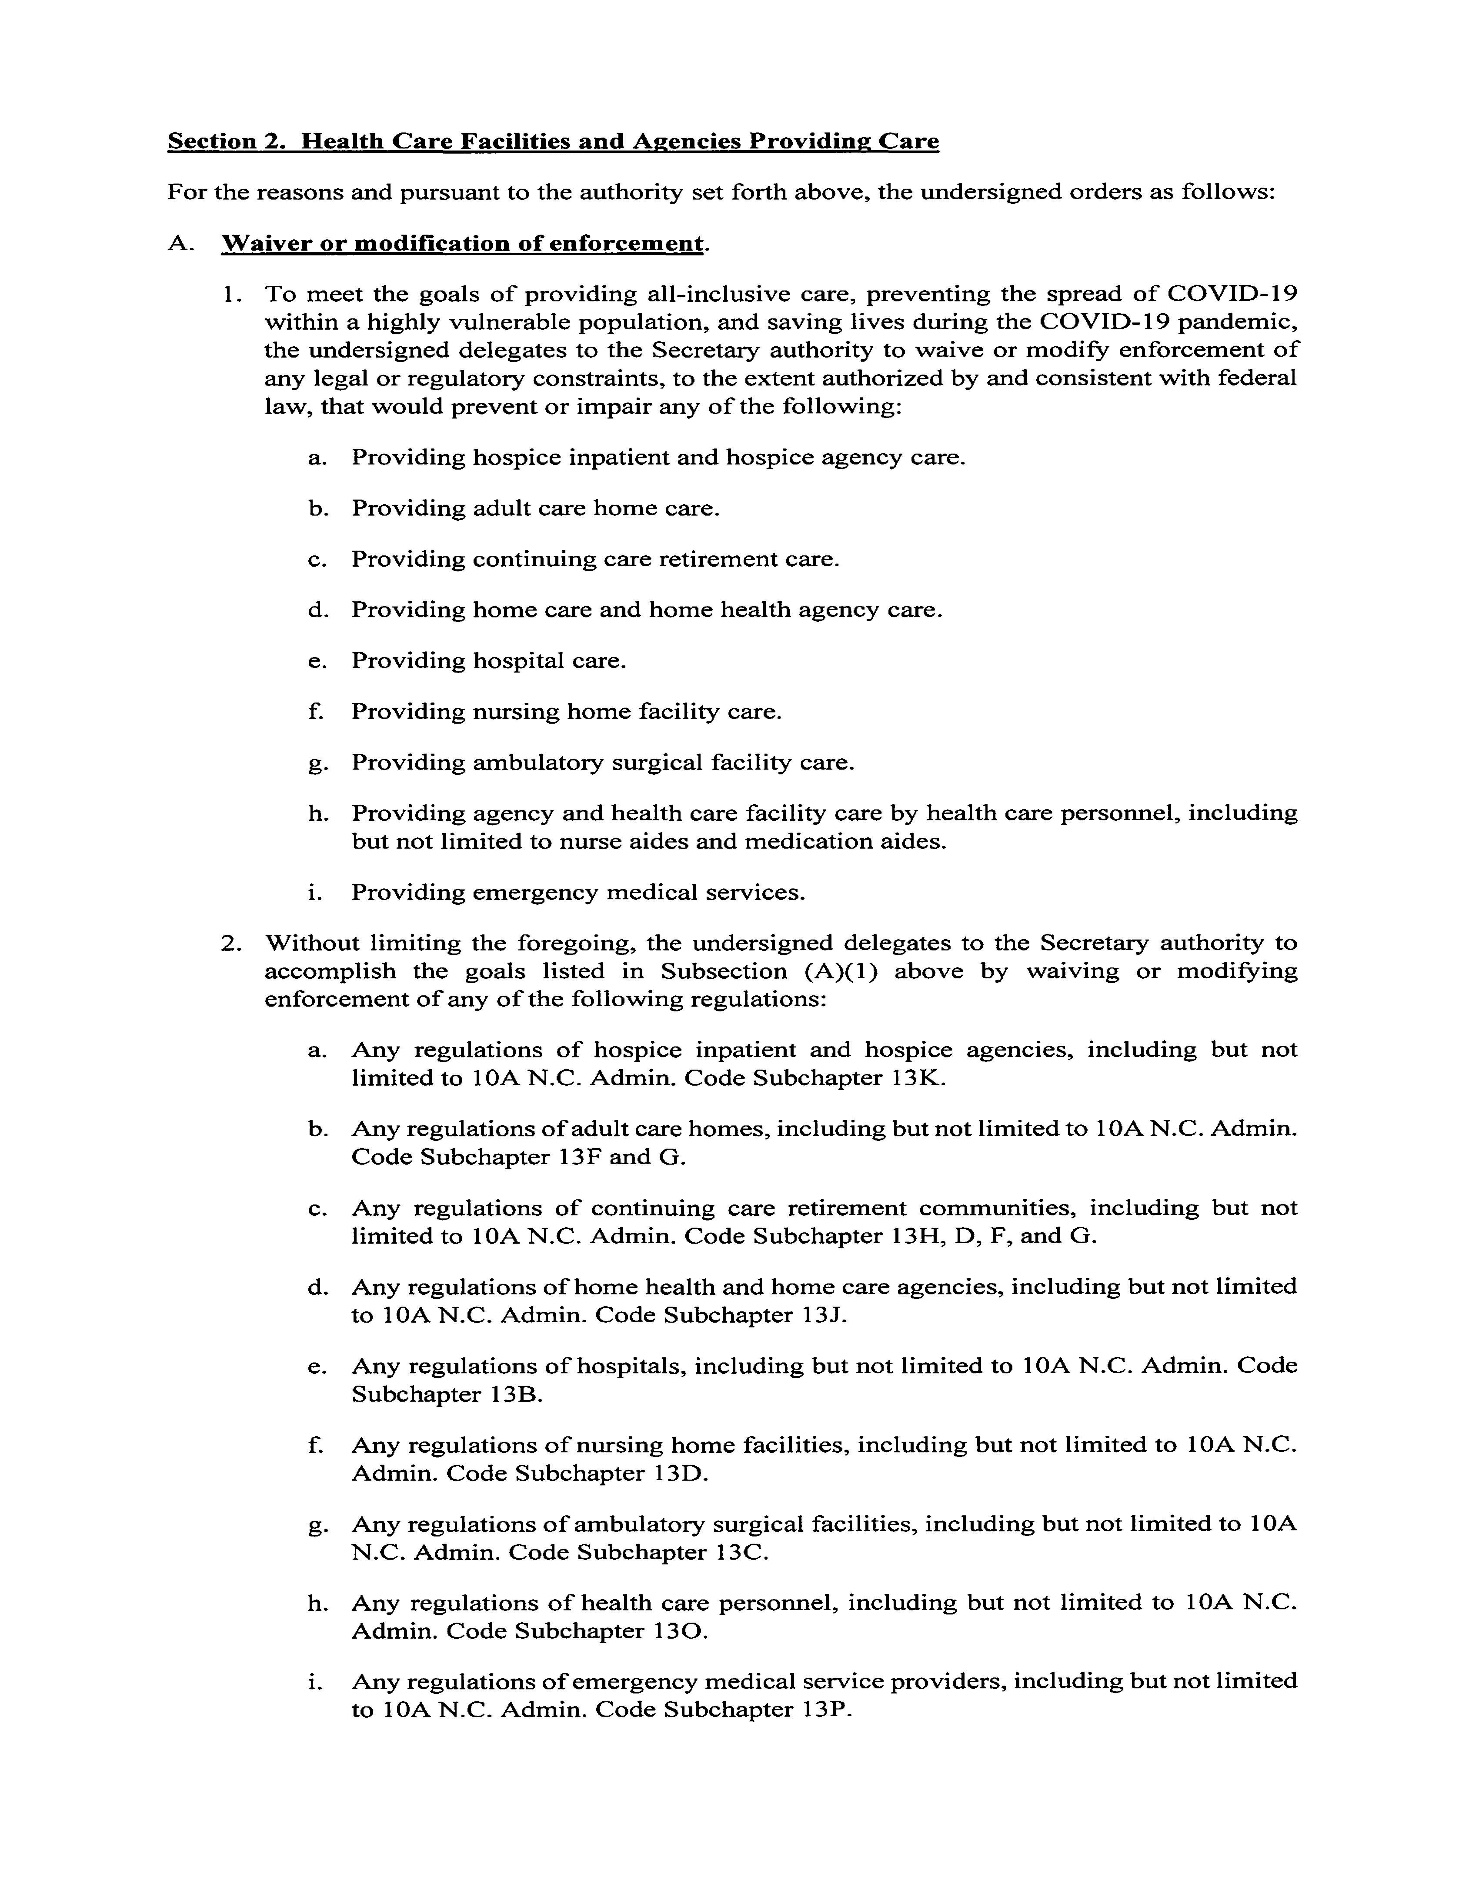 Section 2. Health Care Facilities and Agencies Providing Care
For the reasons and pursuant to the authority set forth above, the undersigned orders as follows:
A. Waiver or modification of enforcement.
1. To meet the goals of providing all-inclusive care, preventing the spread of COVID-19
within a highly vulnerable population, and saving lives during the COVID-19 pandemic,
the undersigned delegates to the Secretary authority to waive or modify enforcement of
any legal or regulatory constraints, to the extent authorized by and consistent with federal
law, that would prevent or impair any of the following:
a. Providing hospice inpatient and hospice agency care.
b. Providing adult care home care.
c. Providing continuing care retirement care.
d. Providing home care and home health agency care.
e. Providing hospital care.
f. Providing nursing home facility care.
g. Providing ambulatory surgical facility care.
h. Providing agency and health care facility care by health care personnel, including
but not limited to nurse aides and medication aides.
i. Providing emergency medical services.
2. Without limiting the foregoing, the undersigned delegates to the Secretary authority to
accomplish the goals listed in Subsection (A)(1) above by waiving or modifying
enforcement of any of the following regulations:
a. Any regulations of hospice inpatient and hospice agencies, including but not
limited to 10A N.C. Admin. Code Subchapter 13K.
b. Any regulations of adult care homes, including but not limited to 10A N.C. Admin.
Code Subchapter 13F and G.
c. Any regulations of continuing care retirement communities, including but not
limited to 10A N.C. Admin. Code Subchapter 13H, D, F, and G.
d. Any regulations of home health and home care agencies, including but not limited
to 10A N.C. Admin. Code Subchapter 13J.
e. Any regulations of hospitals, including but not limited to 10A N.C. Admin. Code
Subchapter 13B.
f. Any regulations of nursing home facilities, including but not limited to 10A N.C.
Admin. Code Subchapter 13D.
g. Any regulations of ambulatory surgical facilities, including but not limited to 10A
N.C. Admin. Code Subchapter 13C.
h. Any regulations of health care personnel, including but not limited to 10A N.C.
Admin. Code Subchapter 13O.
i. Any regulations of emergency medical service providers, including but not limited
to 10A N.C. Admin. Code Subchapter 13P.